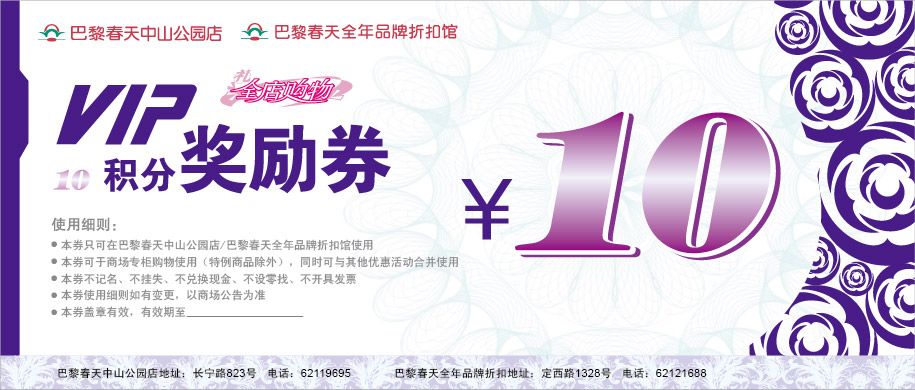 巴黎春天中山公园店 巴黎春天全年品牌折扣馆
VIP 礼 全店购物
10 积分奖励券
¥10
使用细则：
●本券只可在巴黎春天中山公园店/巴黎春天全年品牌折扣馆使用
●本券可于商场专柜购物使用（特例商品除外），同时可与其他优惠活动合并使用
●本券不记名、不挂失、不兑换现金、不设零找、不开具发票
●本券使用细则如有变更，以商场公告为准
●本券盖章有效，有效期至
巴黎春天中山公园店地址：长宁路823号 电话：62119695 巴黎春天全年品牌折扣地址：定西路1328号 电话：62121688